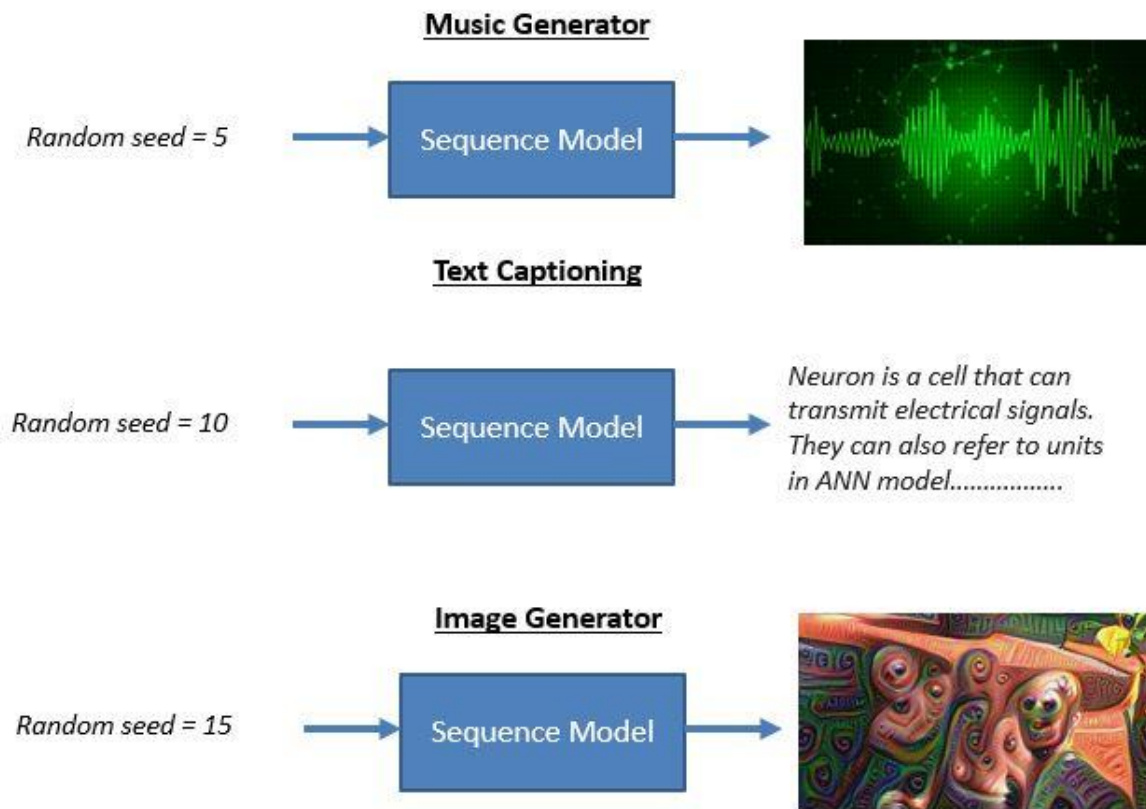 Music Generator
Random seed = 5
Sequence Model
Text Captioning
Random seed = 10
Sequence Model
Neuron is a cell that can
transmit electrical signals.
They can also refer to units
in ANN model.................
Image Generator
Random seed = 15
Sequence Model